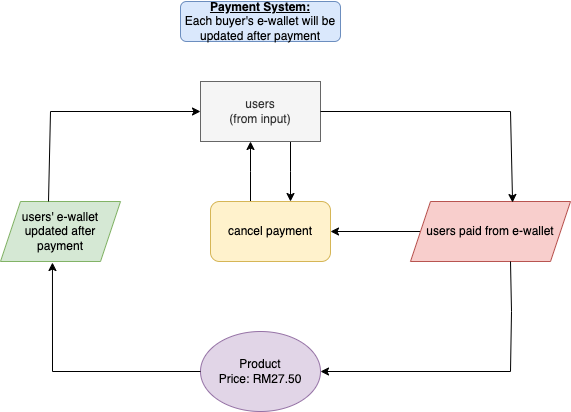 Payment System:
Each buyer's e-wallet will be
updated after payment
users
(from input)
users' e-wallet
updated after
payment
cancel payment
users paid from e-wallet
Product
Price: RM27.50